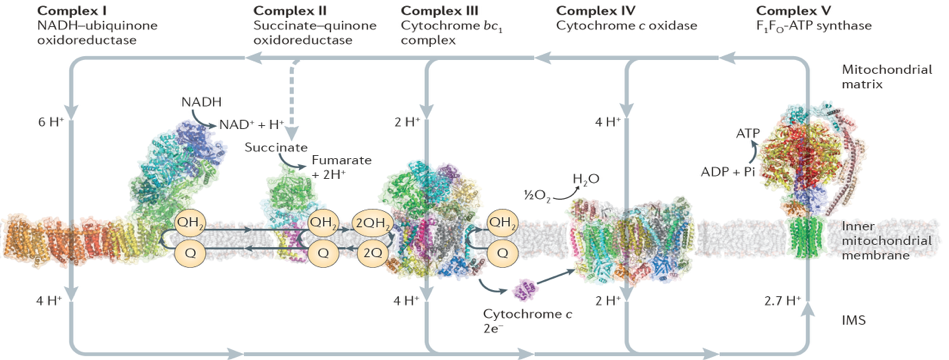 Complex I
NADH–ubiquinone
oxidoreductase
Complex II
Succinate–quinone
oxidoreductase
Complex III
Cytochrome bc₁
complex
Complex IV
Cytochrome c oxidase
Complex V
F₁F₀-ATP synthase
Mitochondrial
matrix
NADH
NAD⁺ + H⁺
6 H⁺
Succinate
Fumarate
+ 2H⁺
2 H⁺
4 H⁺
½O₂
H₂O
ATP
ADP + Pi
QH₂
QH₂
2QH₂
QH₂
Q
Q
2Q
Q
Inner
mitochondrial
membrane
4 H⁺
4 H⁺
Cytochrome c
2e⁻
2 H⁺
2.7 H⁺
IMS